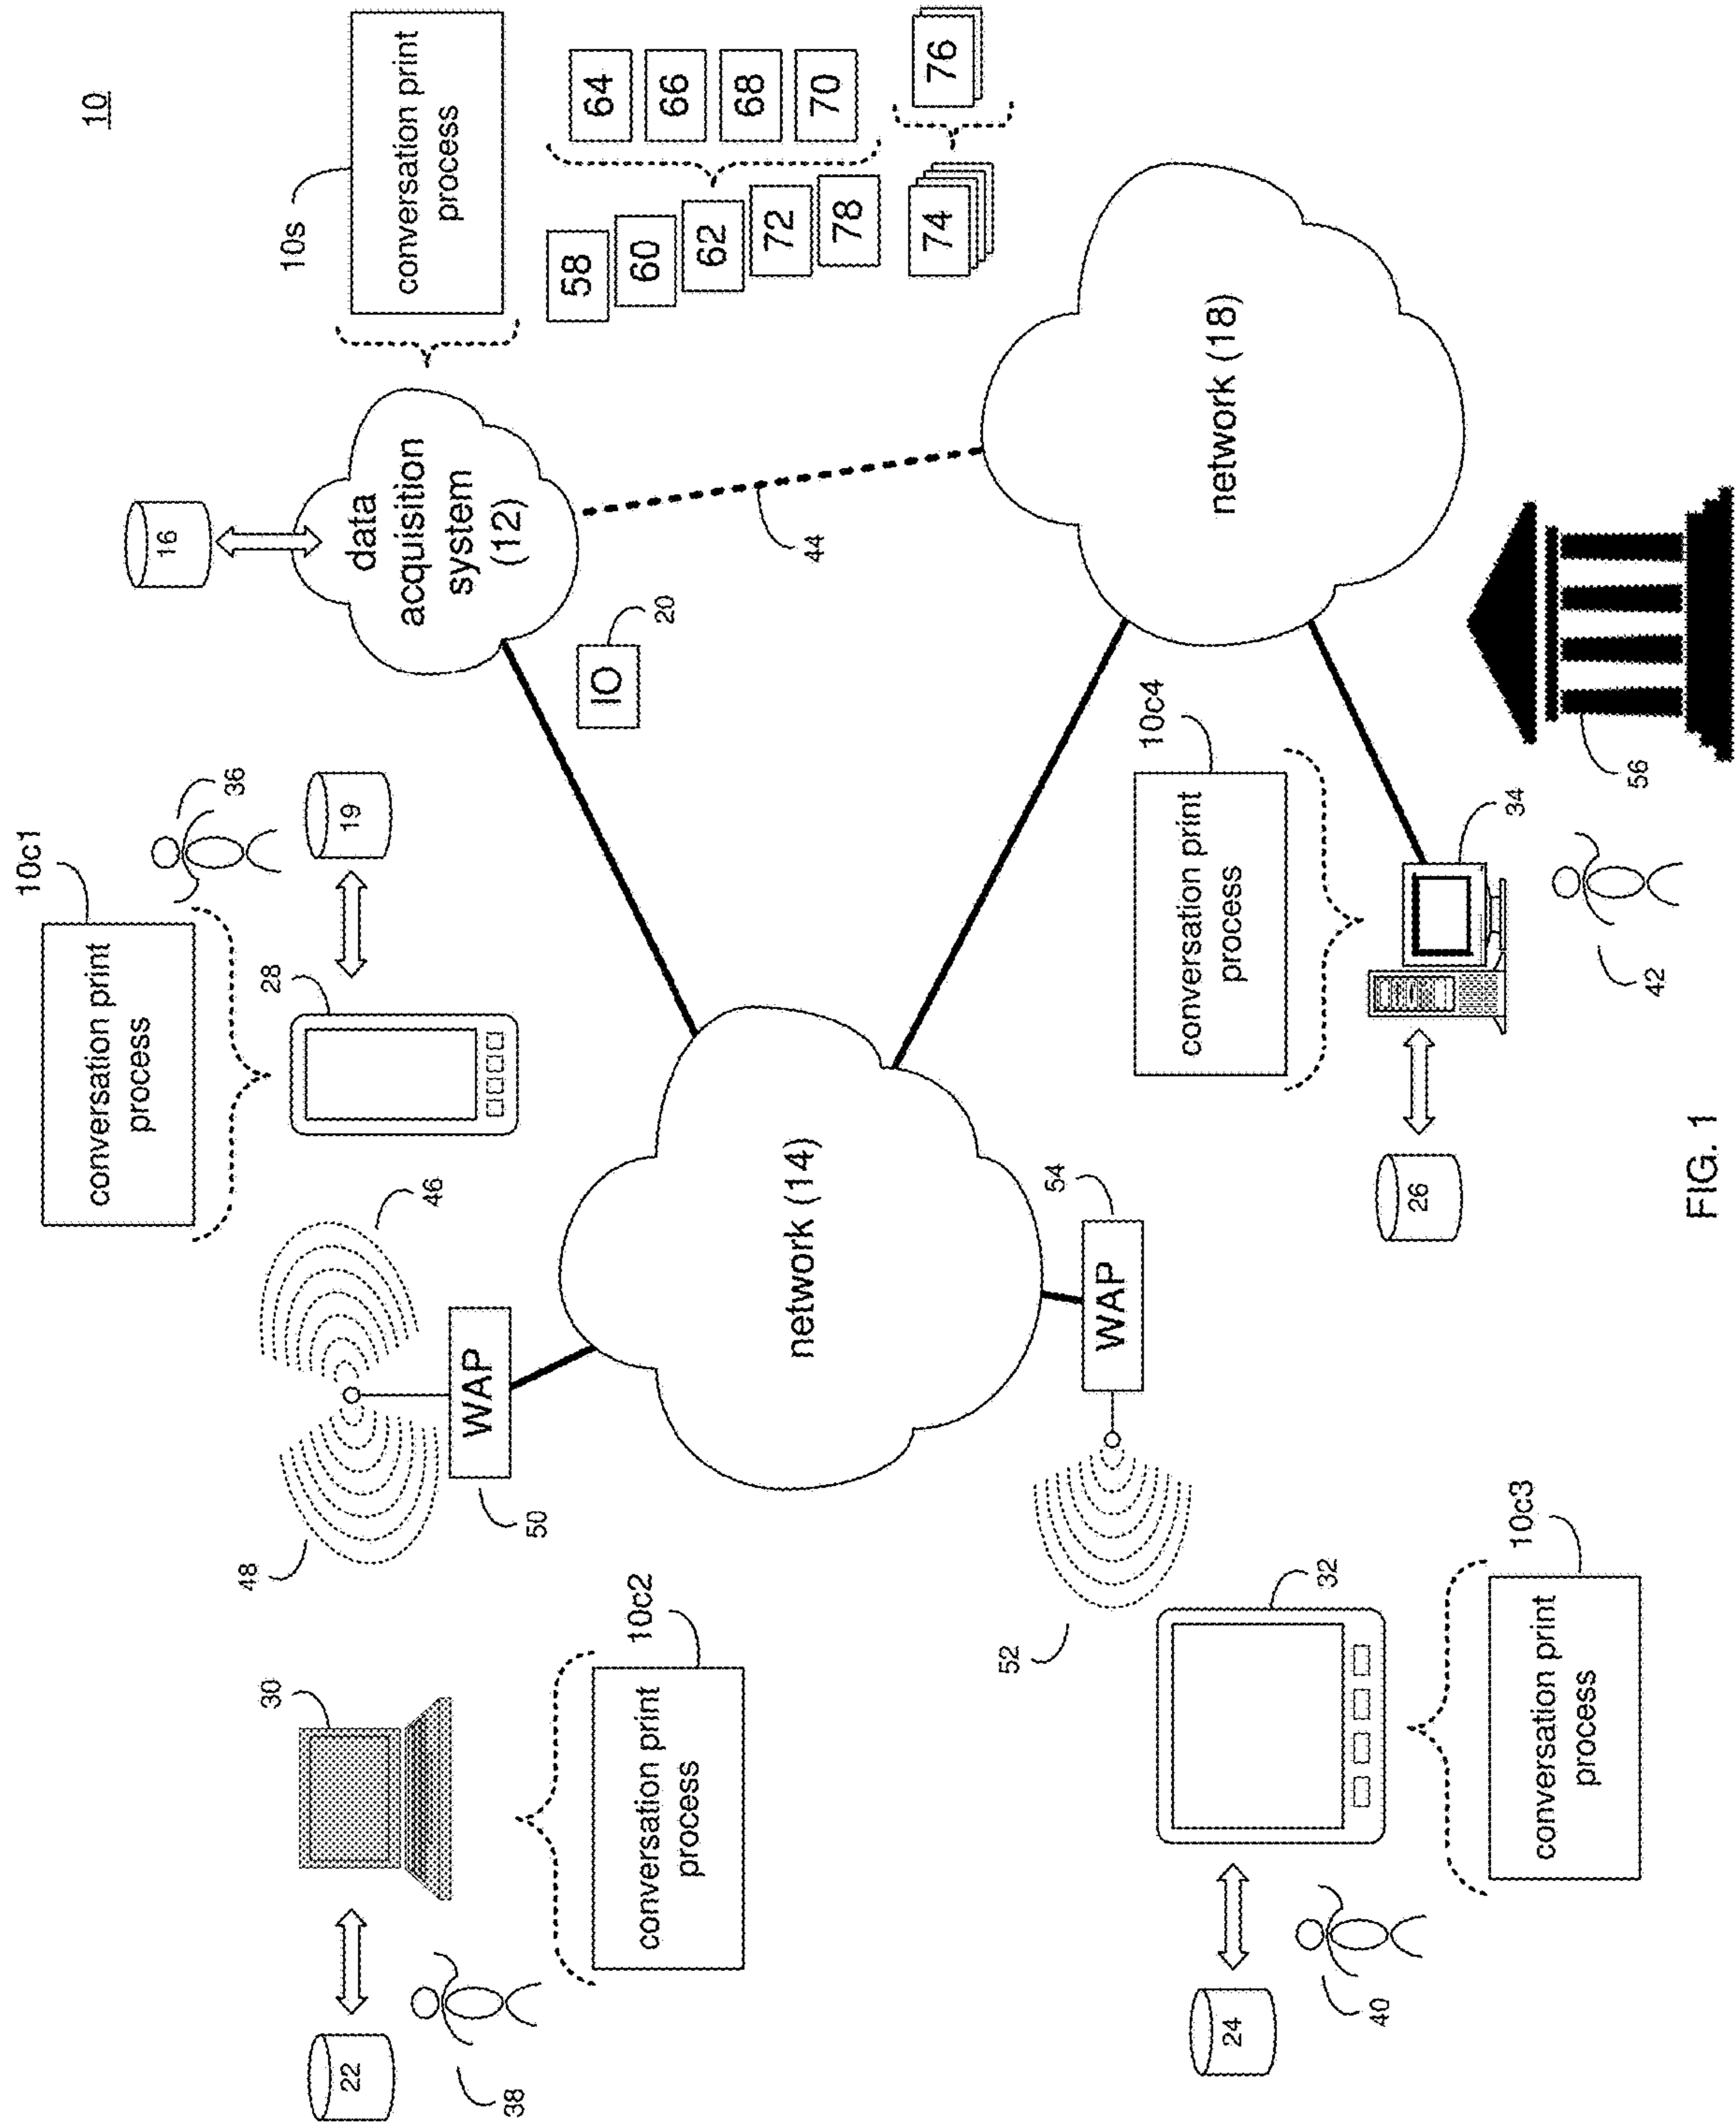 10
10c1
conversation print
process
36
19
28
46
48
WAP
50
30
22
38
10c2
conversation print
process
16
data
acquisition
system
(12)
10s
conversation print
process
IO
20
58
60
62
72
78
64
66
68
70
74
76
44
network (14)
network (18)
WAP
54
52
32
24
40
10c3
conversation print
process
10c4
conversation print
process
34
26
42
56
FIG. 1